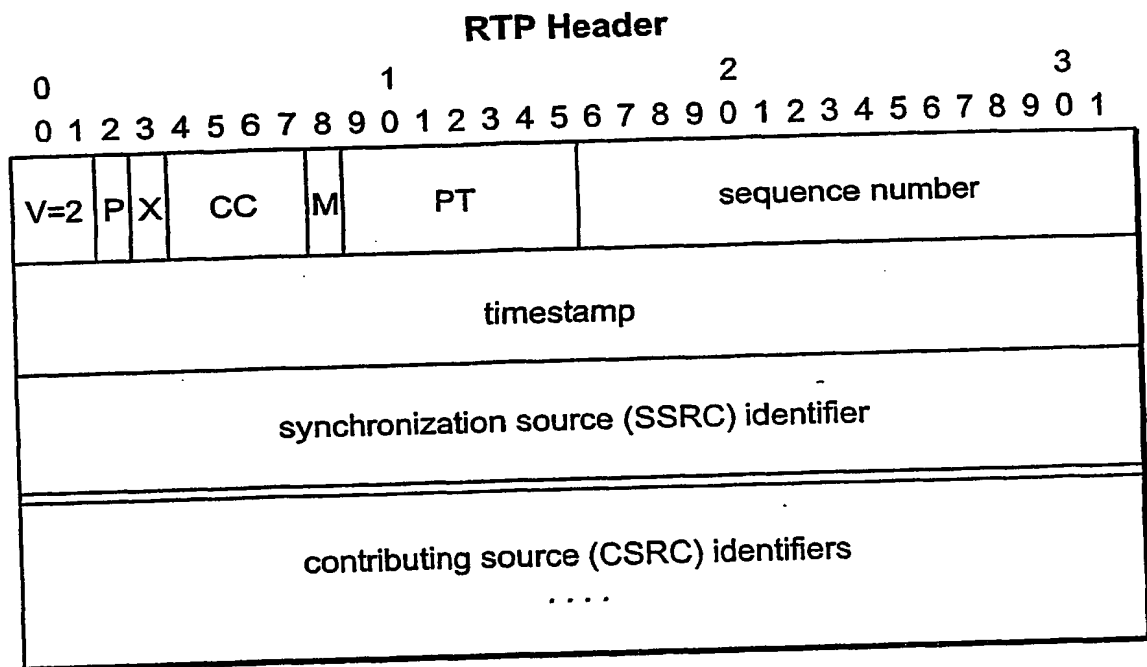 RTP Header
0 1 2 3
0 1 2 3 4 5 6 7 8 9 0 1 2 3 4 5 6 7 8 9 0 1 2 3 4 5 6 7 8 9 0 1
V=2 P X CC M PT sequence number
timestamp
synchronization source (SSRC) identifier
contributing source (CSRC) identifiers
. . . .